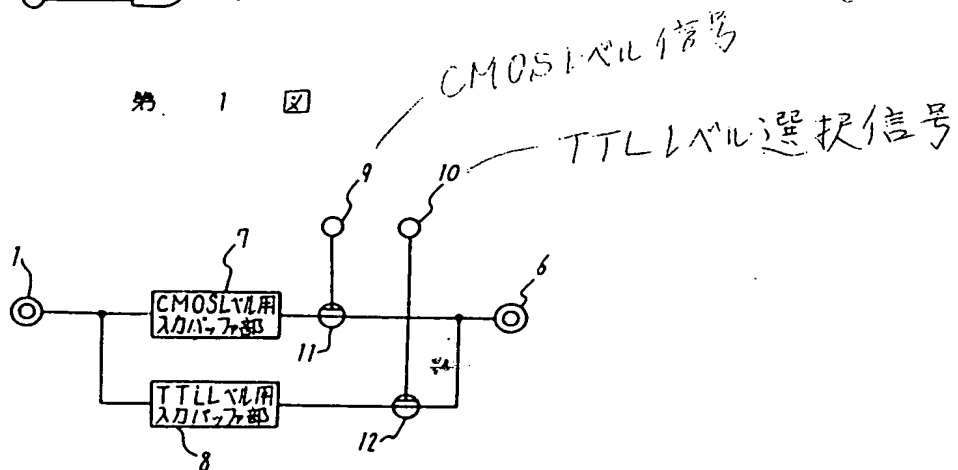 CMOSレベル信号
第 1 図
TTLレベル選択信号
9
10
7
1
6
CMOSレベル用
入力バッファ部
11
TTLレベル用
入力バッファ部
12
8